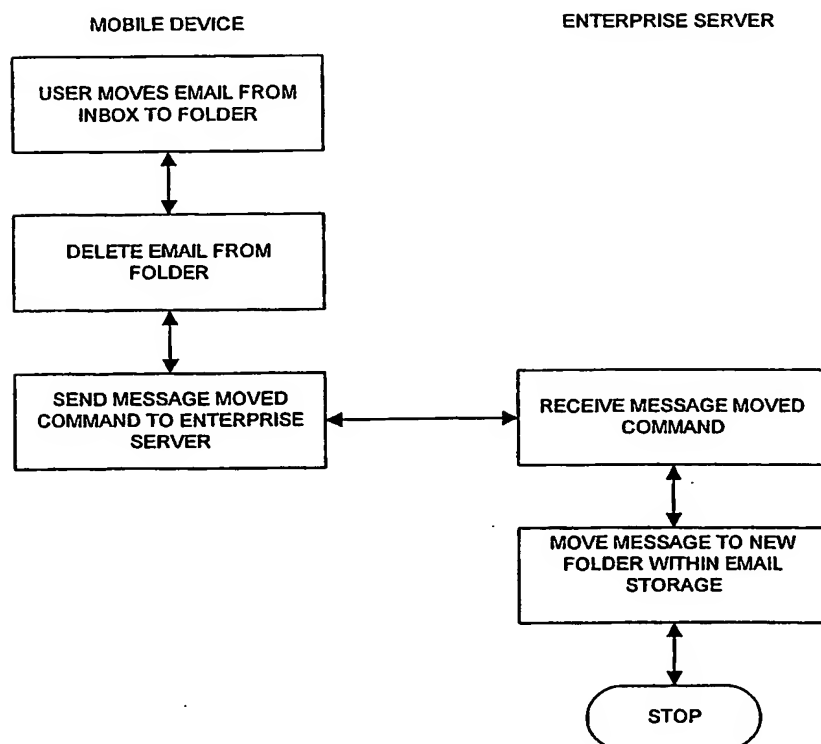 MOBILE DEVICE
ENTERPRISE SERVER
USER MOVES EMAIL FROM
INBOX TO FOLDER
DELETE EMAIL FROM
FOLDER
SEND MESSAGE MOVED
COMMAND TO ENTERPRISE
SERVER
RECEIVE MESSAGE MOVED
COMMAND
MOVE MESSAGE TO NEW
FOLDER WITHIN EMAIL
STORAGE
STOP